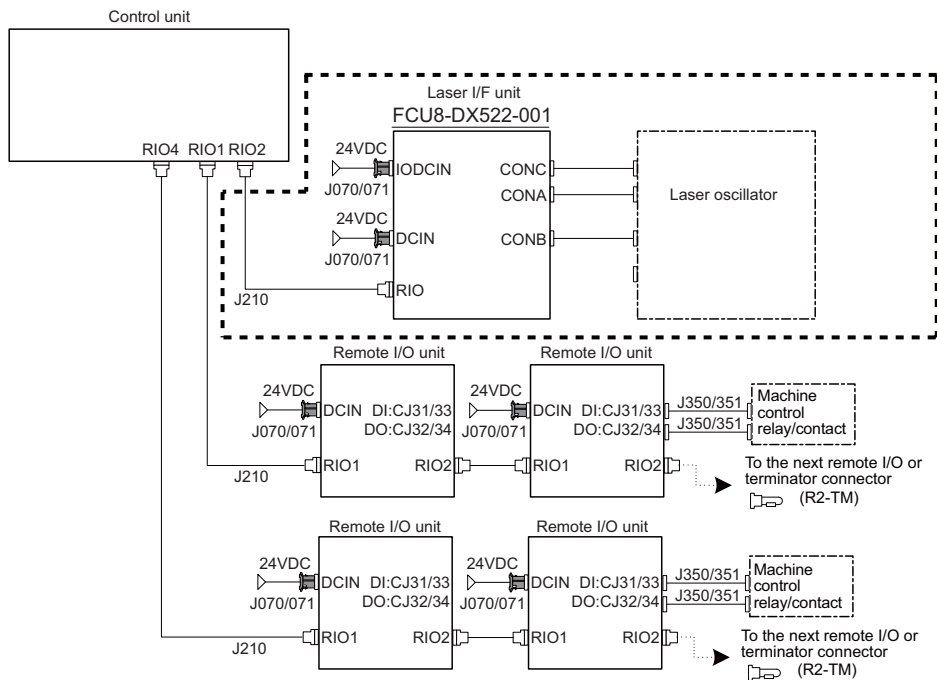 Control unit
RIO4 RIO1 RIO2
Laser I/F unit
FCU8-DX522-001
24VDC
IODCIN
CONC
J070/071
CONA
24VDC
DCIN
CONB
J070/071
RIO
J210
Laser oscillator
Remote I/O unit
Remote I/O unit
24VDC
DCIN
DI:CJ31/33
DO:CJ32/34
J070/071
RIO1
RIO2
J210
24VDC
DCIN
DI:CJ31/33
DO:CJ32/34
J070/071
RIO1
RIO2
J350/351
J350/351
Machine
control
relay/contact
To the next remote I/O or
terminator connector
(R2-TM)
Remote I/O unit
Remote I/O unit
24VDC
DCIN
DI:CJ31/33
DO:CJ32/34
J070/071
RIO1
RIO2
J210
24VDC
DCIN
DI:CJ31/33
DO:CJ32/34
J070/071
RIO1
RIO2
J350/351
J350/351
Machine
control
relay/contact
To the next remote I/O or
terminator connector
(R2-TM)